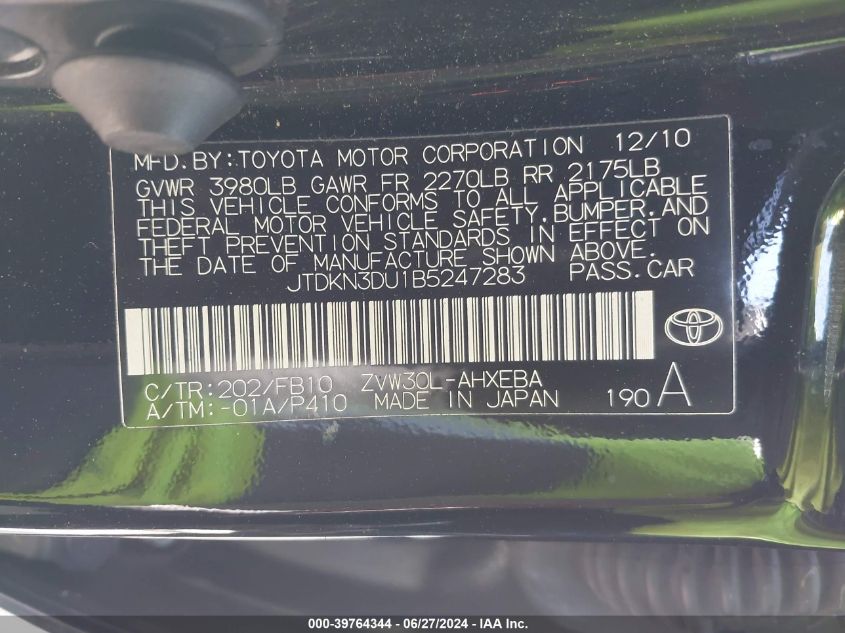 MFD.BY:TOYOTA MOTOR CORPORATION 12/10
GVWR 3980LB GAWR FR 2270LB RR 2175LB
THIS VEHICLE CONFORMS TO ALL APPLICABLE
FEDERAL MOTOR VEHICLE SAFETY,BUMPER,AND
THEFT PREVENTION STANDARDS IN EFFECT ON
THE DATE OF MANUFACTURE SHOWN ABOVE.
JTDKN3DU1B5247283 PASS.CAR
C/TR:202/FB10 ZVW30L-AHXEBA
A/TM:-01A/P410 MADE IN JAPAN 190 A
000-39764344 - 06/27/2024 - IAA Inc.